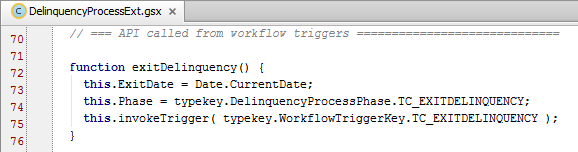 DelinquencyProcessExt.gsx ×
70 // === API called from workflow triggers =============================
71
72 function exitDelinquency() {
73 this.ExitDate = Date.CurrentDate;
74 this.Phase = typekey.DelinquencyProcessPhase.TC_EXITDELINQUENCY;
75 this.invokeTrigger( typekey.WorkflowTriggerKey.TC_EXITDELINQUENCY );
76 }